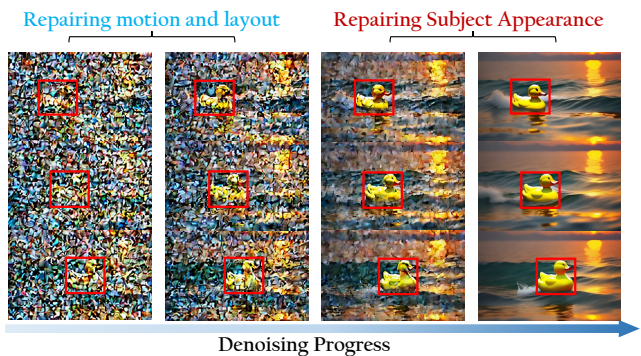 Repairing motion and layout
Repairing Subject Appearance
Denoising Progress